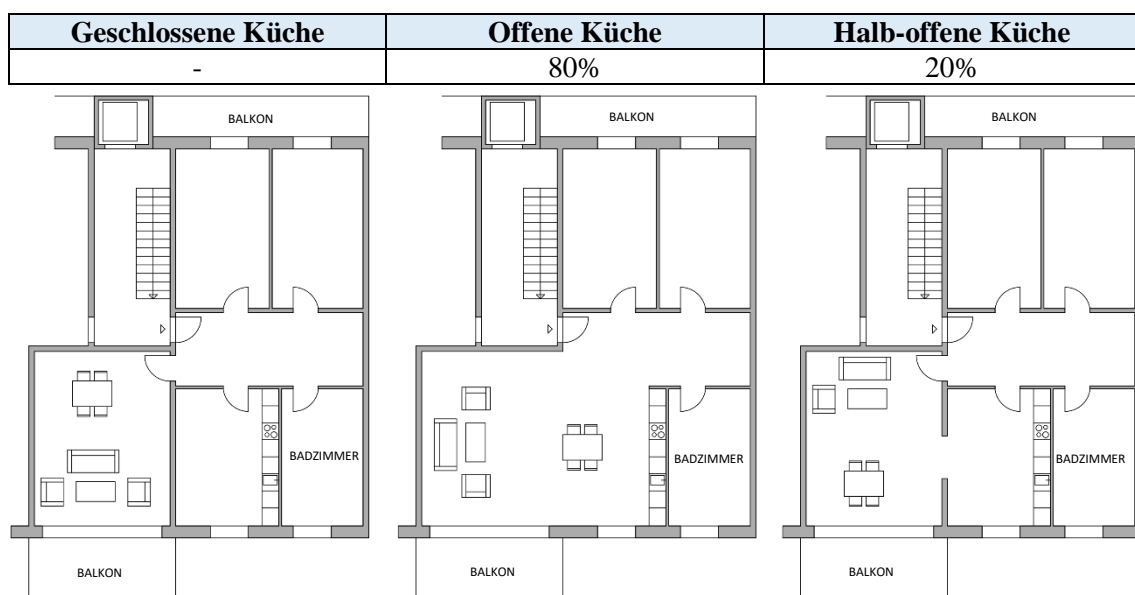 Geschlossene Küche Offene Küche Halb-offene Küche
- 80% 20%
BALKON BALKON BALKON
BADZIMMER BADZIMMER BADZIMMER
BALKON BALKON BALKON